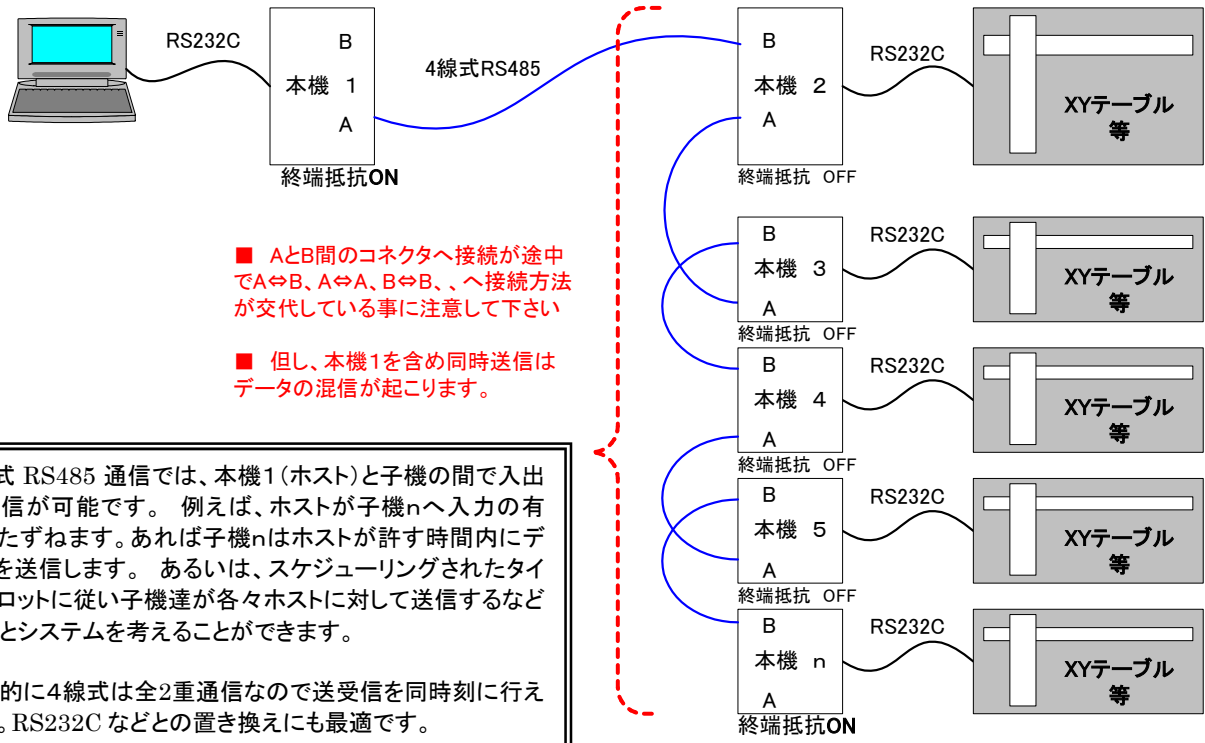 RS232C
B
本機 1
A
終端抵抗ON
4線式RS485
B
本機 2
A
終端抵抗 OFF
RS232C
XYテーブル
等
■ AとB間のコネクタへ接続が途中
でA⇔B、A⇔A、B⇔B、、へ接続方法
が交代している事に注意して下さい
■ 但し、本機1を含め同時送信は
データの混信が起こります。
B
本機 3
A
終端抵抗 OFF
RS232C
XYテーブル
等
B
本機 4
A
終端抵抗 OFF
RS232C
XYテーブル
等
B
本機 5
A
終端抵抗 OFF
RS232C
XYテーブル
等
B
本機 n
A
終端抵抗ON
RS232C
XYテーブル
等
式 RS485 通信では、本機1(ホスト)と子機の間で入出
信が可能です。 例えば、ホストが子機nへ入力の有
たずねます。あれば子機nはホストが許す時間内にデ
を送信します。 あるいは、スケジューリングされたタイ
ロットに従い子機達が各々ホストに対して送信するなど
とシステムを考えることができます。
的に4線式は全2重通信なので送受信を同時刻に行え
。RS232C などとの置き換えにも最適です。